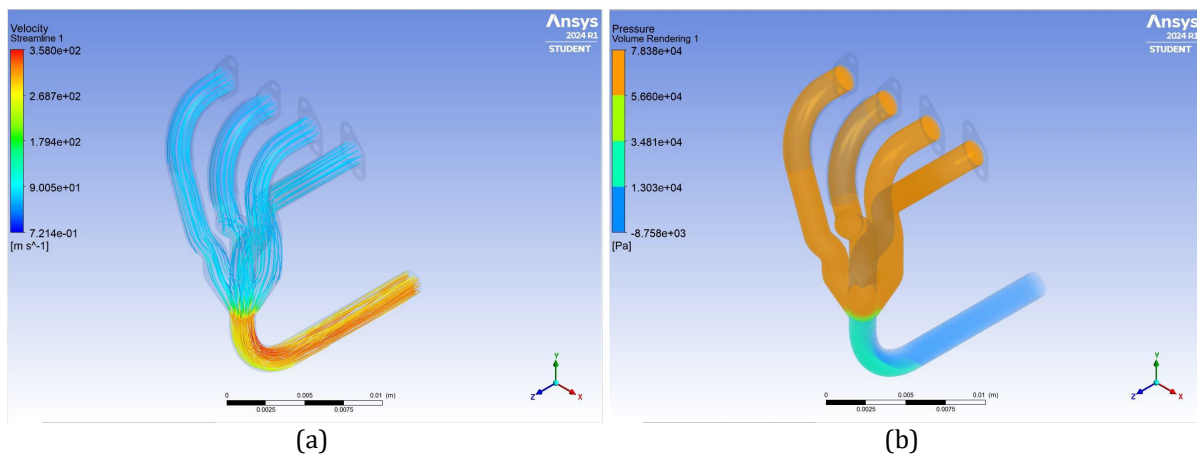 Velocity
Streamline 1
3.580e+02
2.687e+02
1.794e+02
9.005e+01
7.214e-01
[m s^-1]
Ansys
2024 R1
STUDENT
Y
Z
X
0
0.005
0.01 (m)
0.0025
0.0075
(a)
Pressure
Volume Rendering 1
7.838e+04
5.660e+04
3.481e+04
1.303e+04
-8.758e+03
[Pa]
Ansys
2024 R1
STUDENT
Y
Z
X
0
0.005
0.01 (m)
0.0025
0.0075
(b)